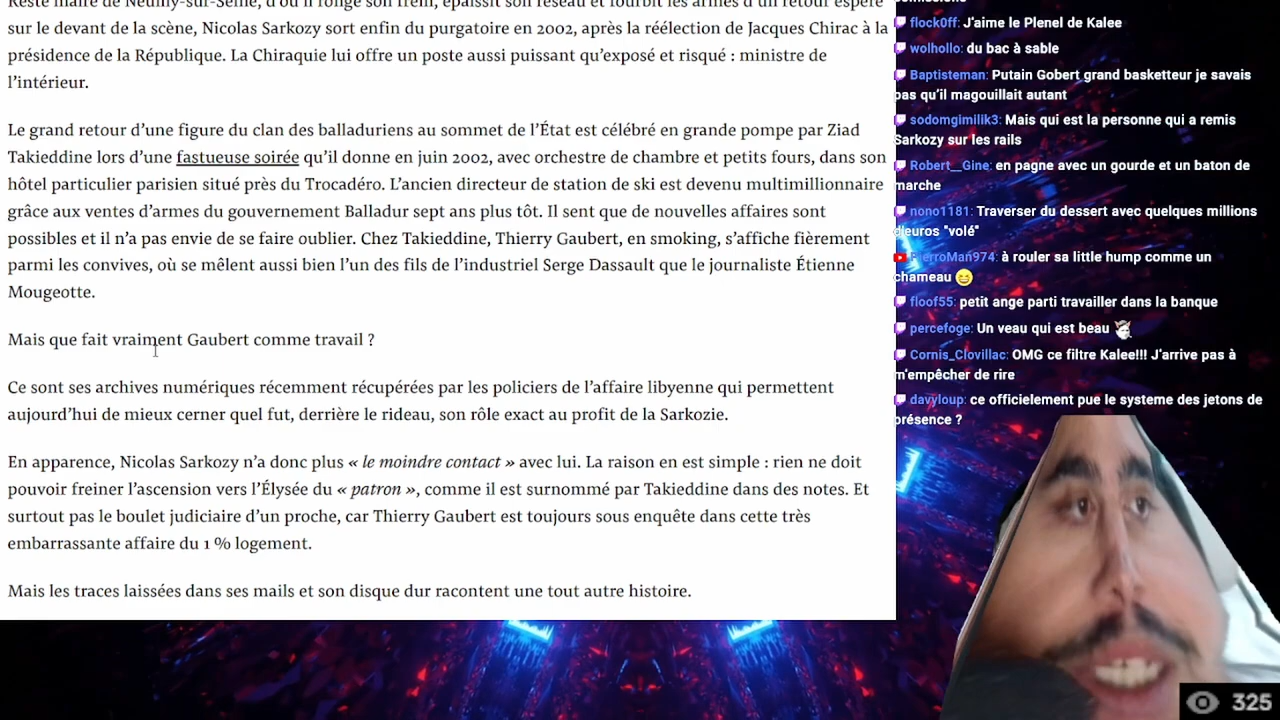 Reste maire de Neuilly-sur-Seine, d'où il ronge son frein, épaissit son réseau et fourbit les armes d'un retour espéré
sur le devant de la scène, Nicolas Sarkozy sort enfin du purgatoire en 2002, après la réélection de Jacques Chirac à la
présidence de la République. La Chiraquie lui offre un poste aussi puissant qu'exposé et risqué : ministre de
l'intérieur.
Le grand retour d'une figure du clan des balladuriens au sommet de l'État est célébré en grande pompe par Ziad
Takieddine lors d'une fastueuse soirée qu'il donne en juin 2002, avec orchestre de chambre et petits fours, dans son
hôtel particulier parisien situé près du Trocadéro. L'ancien directeur de station de ski est devenu multimillionnaire
grâce aux ventes d'armes du gouvernement Balladur sept ans plus tôt. Il sent que de nouvelles affaires sont
possibles et il n'a pas envie de se faire oublier. Chez Takieddine, Thierry Gaubert, en smoking, s'affiche fièrement
parmi les convives, où se mêlent aussi bien l'un des fils de l'industriel Serge Dassault que le journaliste Étienne
Mougeotte.
Mais que fait vraiment Gaubert comme travail ?
Ce sont ses archives numériques récemment récupérées par les policiers de l'affaire libyenne qui permettent
aujourd'hui de mieux cerner quel fut, derrière le rideau, son rôle exact au profit de la Sarkozie.
En apparence, Nicolas Sarkozy n'a donc plus « le moindre contact » avec lui. La raison en est simple : rien ne doit
pouvoir freiner l'ascension vers l'Élysée du « patron », comme il est surnommé par Takieddine dans des notes. Et
surtout pas le boulet judiciaire d'un proche, car Thierry Gaubert est toujours sous enquête dans cette très
embarrassante affaire du 1 % logement.
Mais les traces laissées dans ses mails et son disque dur racontent une tout autre histoire.
flock0ff: J'aime le Plenel de Kalee
wolhollo: du bac à sable
Baptisteman: Putain Gobert grand basketteur je savais
pas qu'il magouillait autant
sodomgimilik3: Mais qui est la personne qui a remis
Sarkozy sur les rails
Robert__Gine: en pagne avec un gourde et un baton de
marche
nono1181: Traverser du dessert avec quelques millions
d'euros "volé"
PierroMan974: à rouler sa little hump comme un
chameau 😄
floof55: petit ange parti travailler dans la banque
percefoge: Un veau qui est beau
Cornis_Clovillac: OMG ce filtre Kalee!!! J'arrive pas à
m'empêcher de rire
davyloup: ce officielement pue le systeme des jetons de
présence ?
325